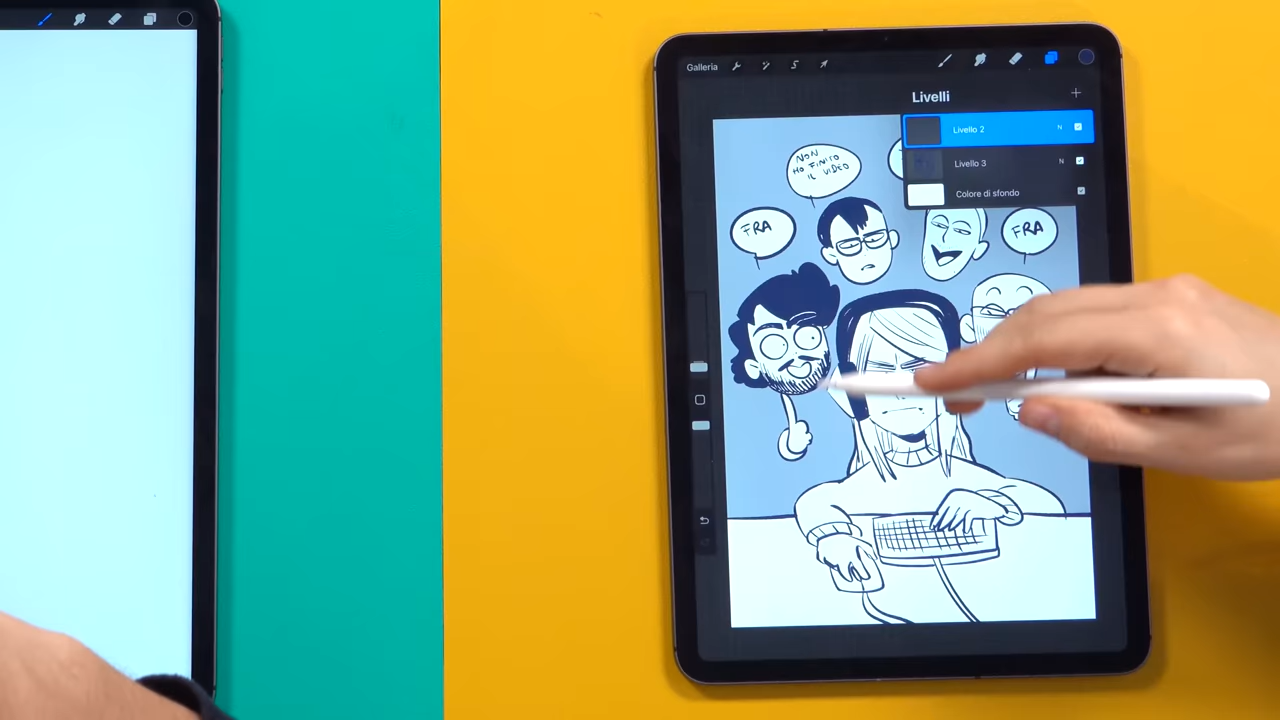 Galleria
Livelli
Livello 2 N
Livello 3 N
Colore di sfondo
NON
HO FINITO
IL VIDEO
FRA
FRA